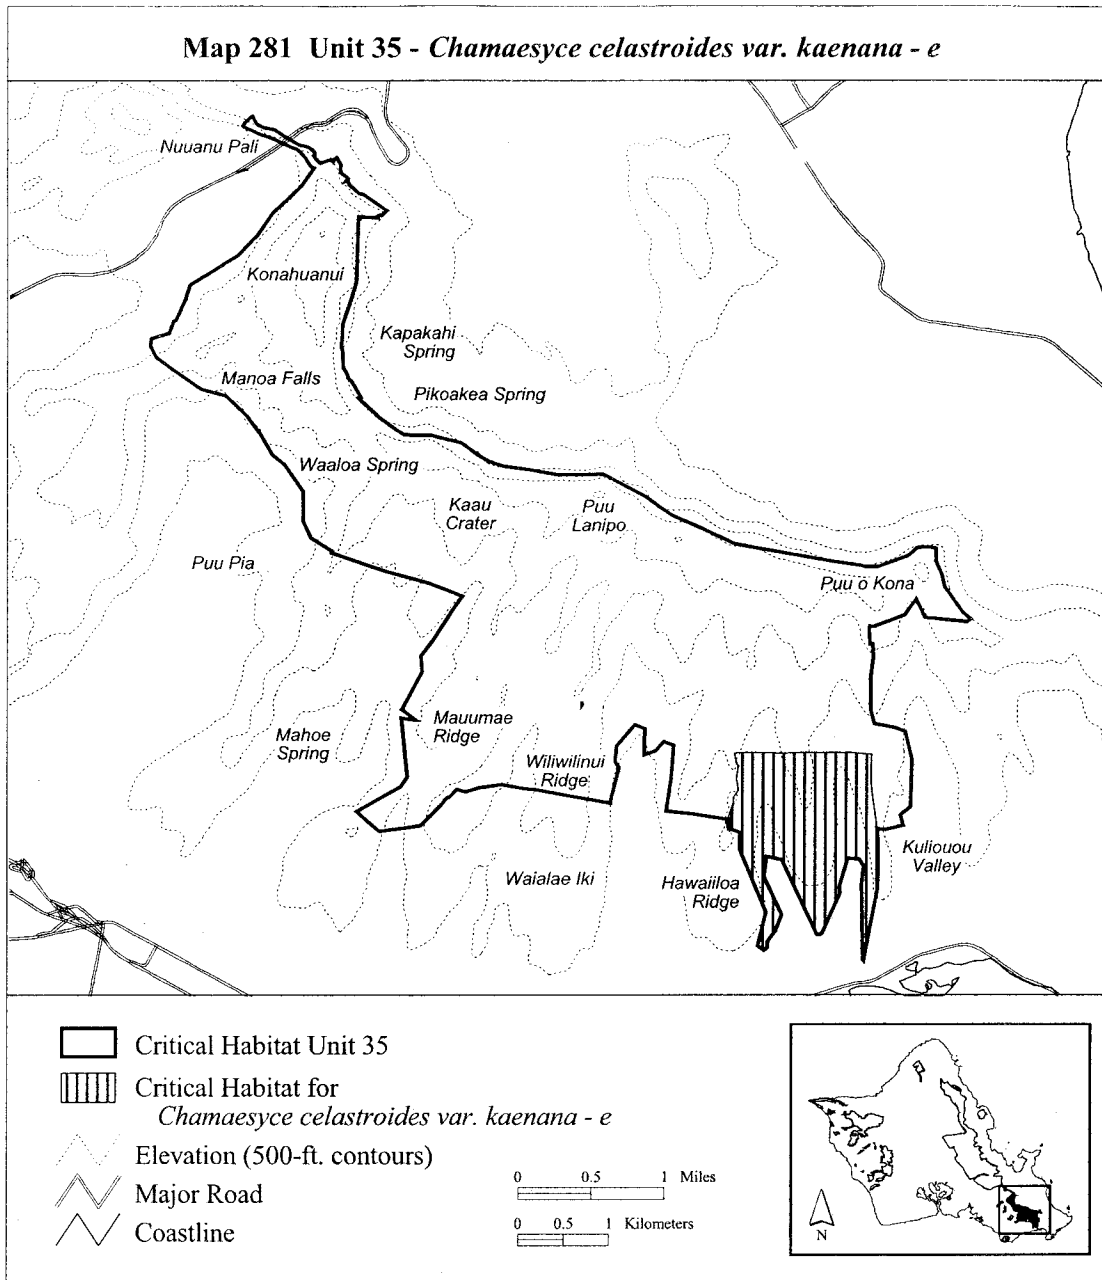 Map 281 Unit 35 - Chamaesyce celastroides var. kaenana - e
Nuuanu Pali
Konahuanui
Kapakahi
Spring
Manoa Falls
Pikoakea Spring
Waaloa Spring
Kaau
Crater
Puu
Lanipo
Puu Pia
Puu o Kona
Mauumae
Ridge
Mahoe
Spring
Wiliwilinui
Ridge
Waialae Iki
Hawaiiloa
Ridge
Kuliouou
Valley
Critical Habitat Unit 35
Critical Habitat for
Chamaesyce celastroides var. kaenana - e
Elevation (500-ft. contours)
Major Road
Coastline
0 0.5 1 Miles
0 0.5 1 Kilometers
N